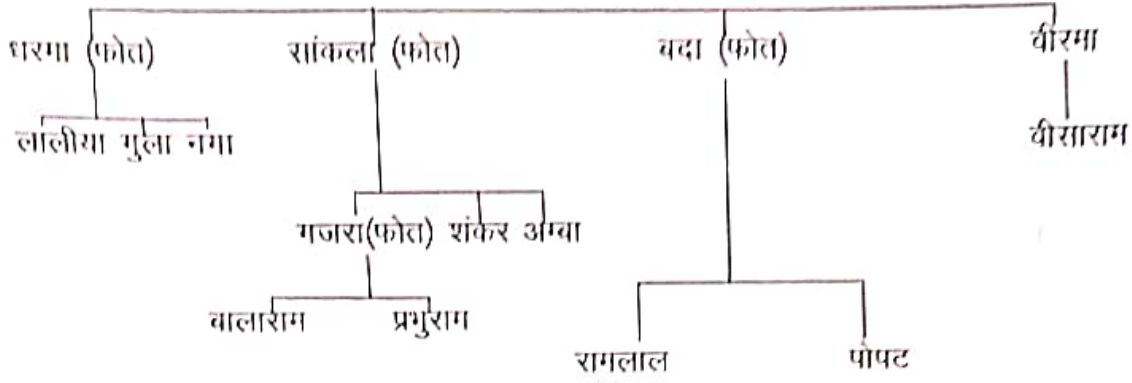 धरमा (फोत) सांकला (फोत) बदा (फोत) वीरमा
लालीया गुला नगा वीसाराम
गजरा(फोत) शंकर अम्बा
वालाराम प्रभुराम
रामलाल पोपट